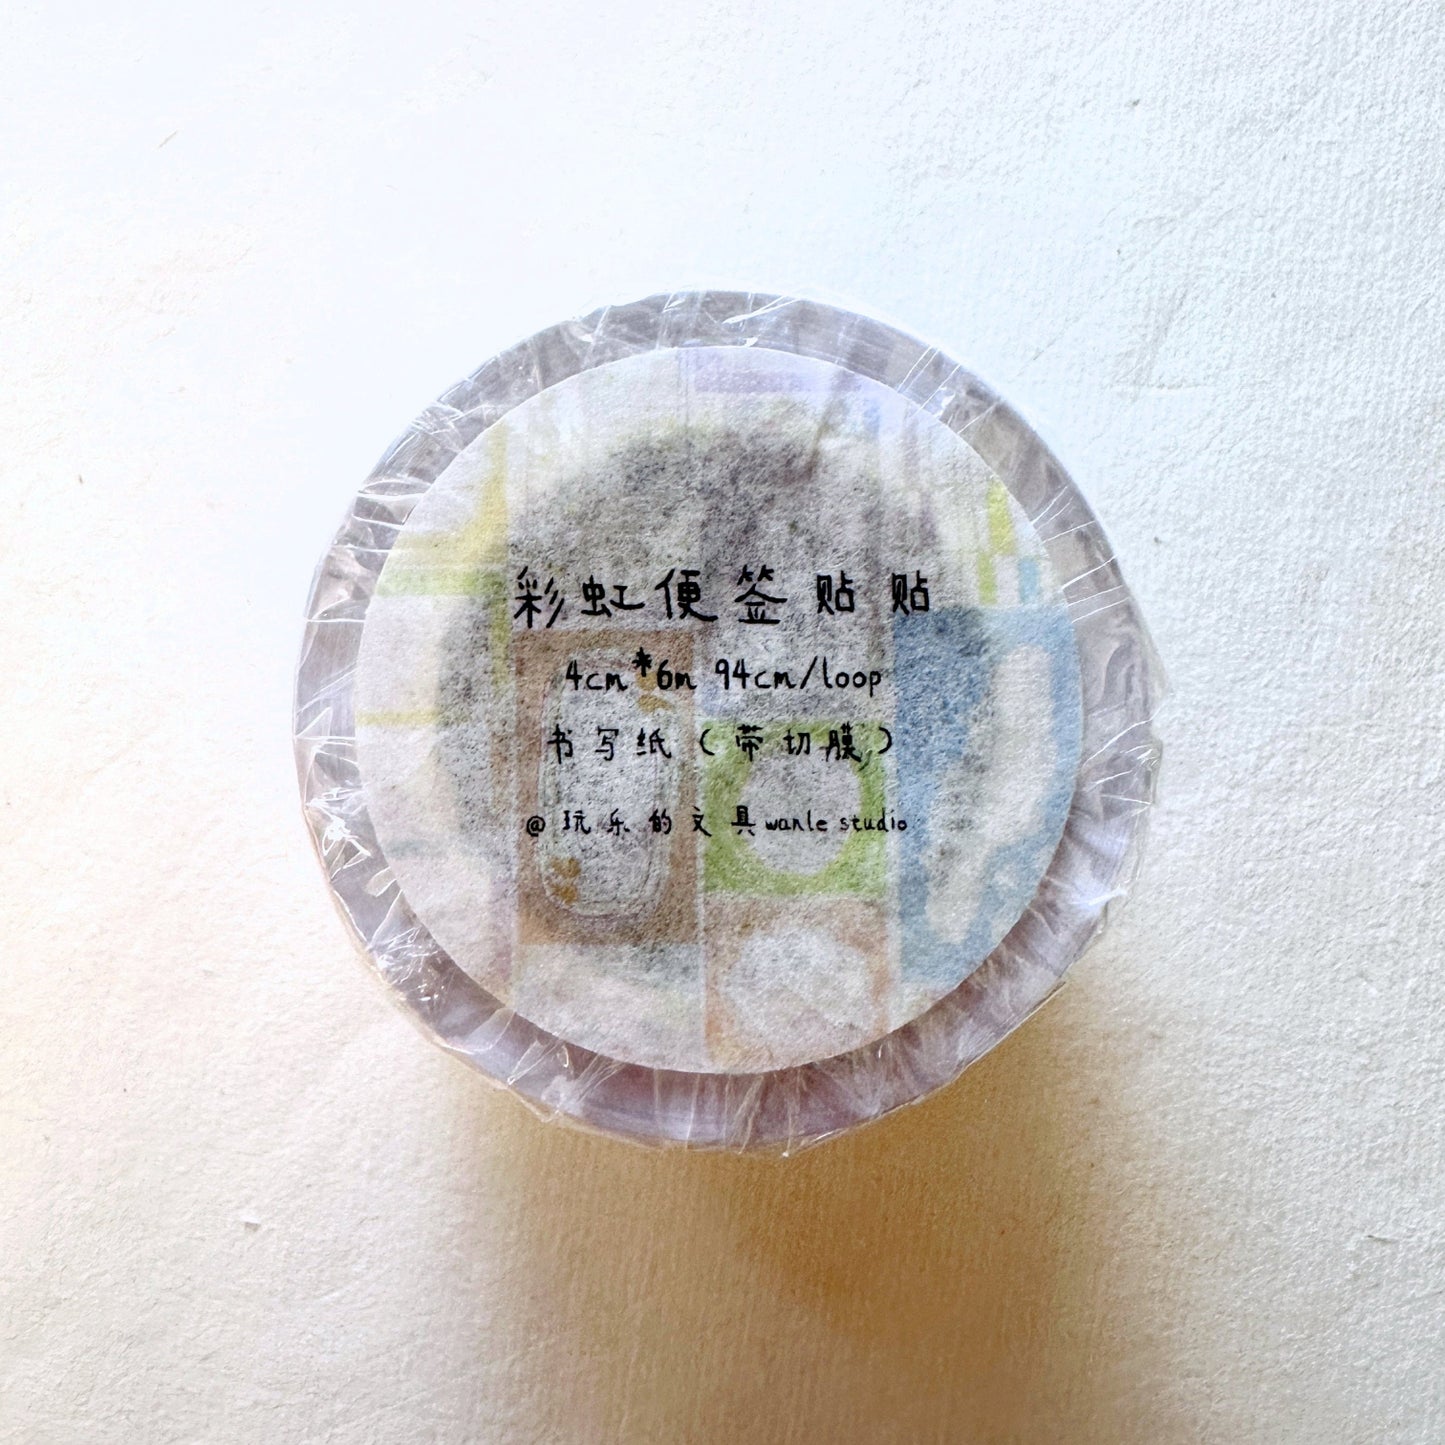 彩虹便签贴贴
4cm*6m 94cm/loop
书写纸（带切膜）
@玩乐的文具wanle studio